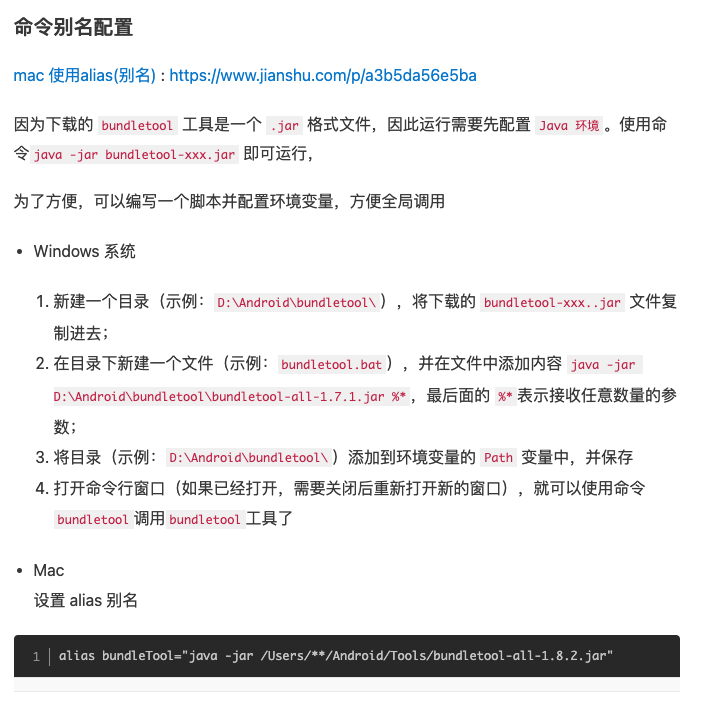 命令别名配置
mac 使用alias(别名) : https://www.jianshu.com/p/a3b5da56e5ba
因为下载的 bundletool 工具是一个 .jar 格式文件，因此运行需要先配置 Java 环境。使用命
令 java -jar bundletool-xxx.jar 即可运行，
为了方便，可以编写一个脚本并配置环境变量，方便全局调用
• Windows 系统
1. 新建一个目录（示例： D:\Android\bundletool\），将下载的 bundletool-xxx..jar 文件复
制进去；
2. 在目录下新建一个文件（示例： bundletool.bat），并在文件中添加内容 java -jar
D:\Android\bundletool\bundletool-all-1.7.1.jar %*，最后面的 %* 表示接收任意数量的参
数；
3. 将目录（示例： D:\Android\bundletool\）添加到环境变量的 Path 变量中，并保存
4. 打开命令行窗口（如果已经打开，需要关闭后重新打开新的窗口），就可以使用命令
bundletool 调用 bundletool 工具了
• Mac
设置 alias 别名
1 alias bundleTool="java -jar /Users/**/Android/Tools/bundletool-all-1.8.2.jar"